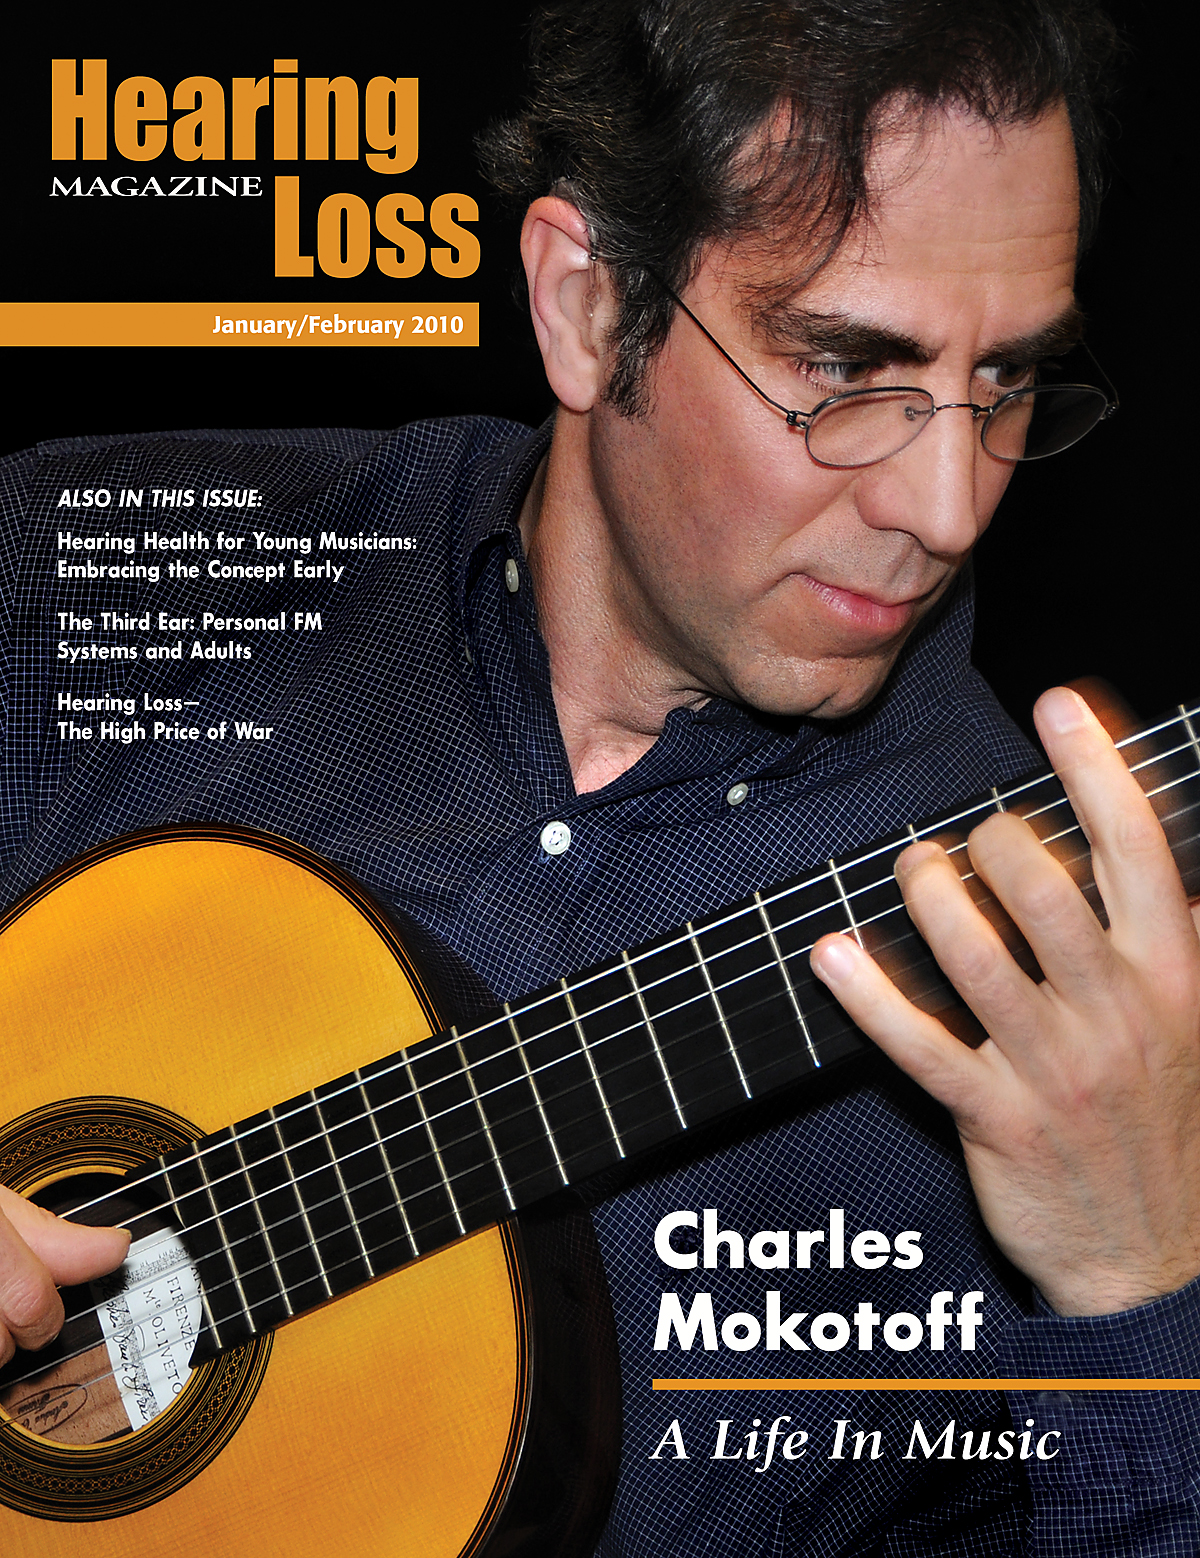 Hearing
MAGAZINE
Loss
January/February 2010
ALSO IN THIS ISSUE:
Hearing Health for Young Musicians:
Embracing the Concept Early
The Third Ear: Personal FM
Systems and Adults
Hearing Loss—
The High Price of War
Charles
Mokotoff
A Life In Music
FIRENZE
OLIVETO